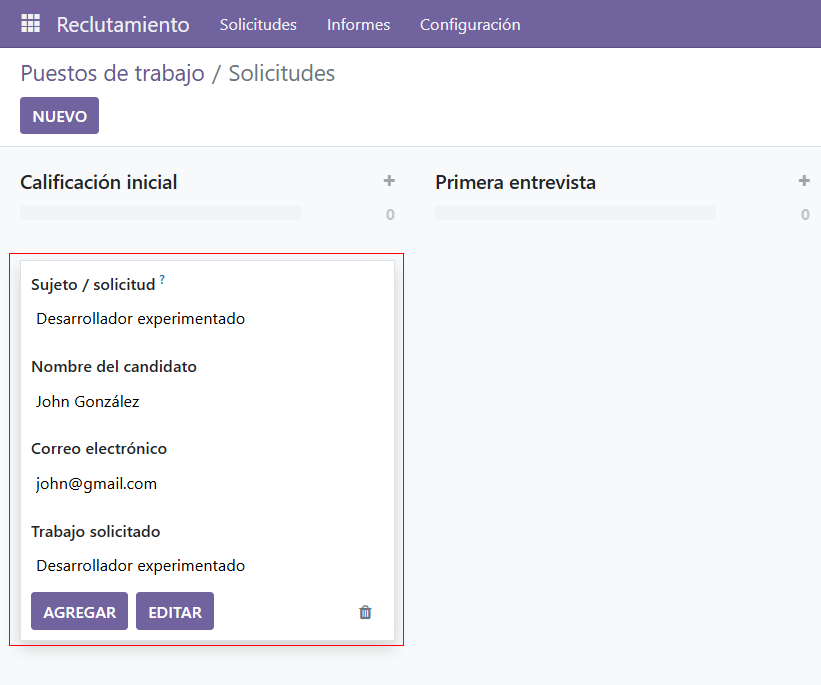 Reclutamiento Solicitudes Informes Configuración
Puestos de trabajo / Solicitudes
NUEVO
Calificación inicial +
0
Primera entrevista +
0
Sujeto / solicitud ?
Desarrollador experimentado
Nombre del candidato
John González
Correo electrónico
john@gmail.com
Trabajo solicitado
Desarrollador experimentado
AGREGAR EDITAR